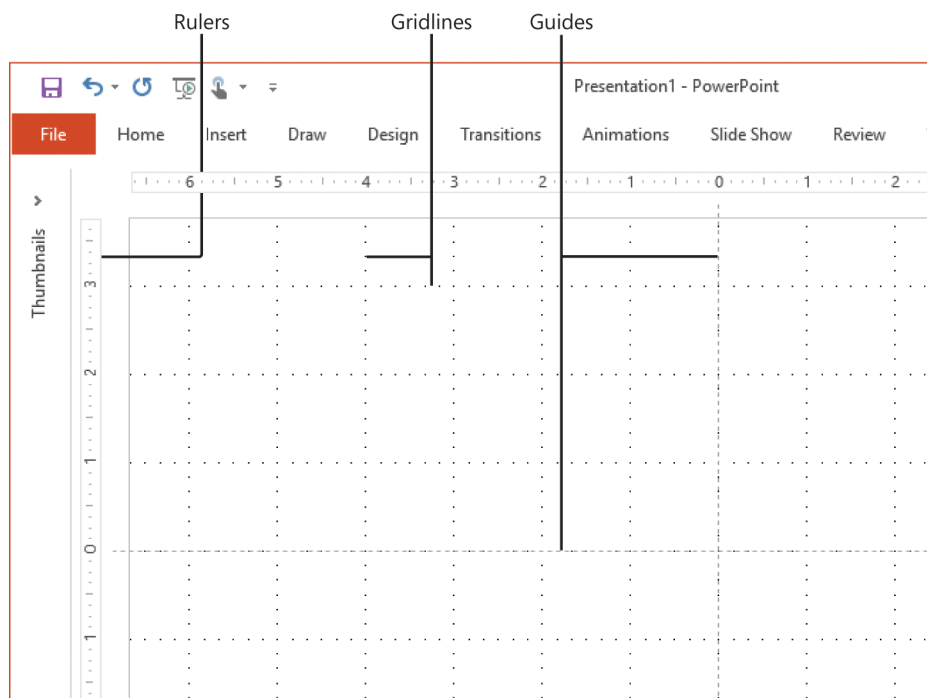 Rulers Gridlines Guides
Presentation1 - PowerPoint
File Home Insert Draw Design Transitions Animations Slide Show Review
6 5 4 3 2 1 0 1 2
Thumbnails
3
2
1
0
1